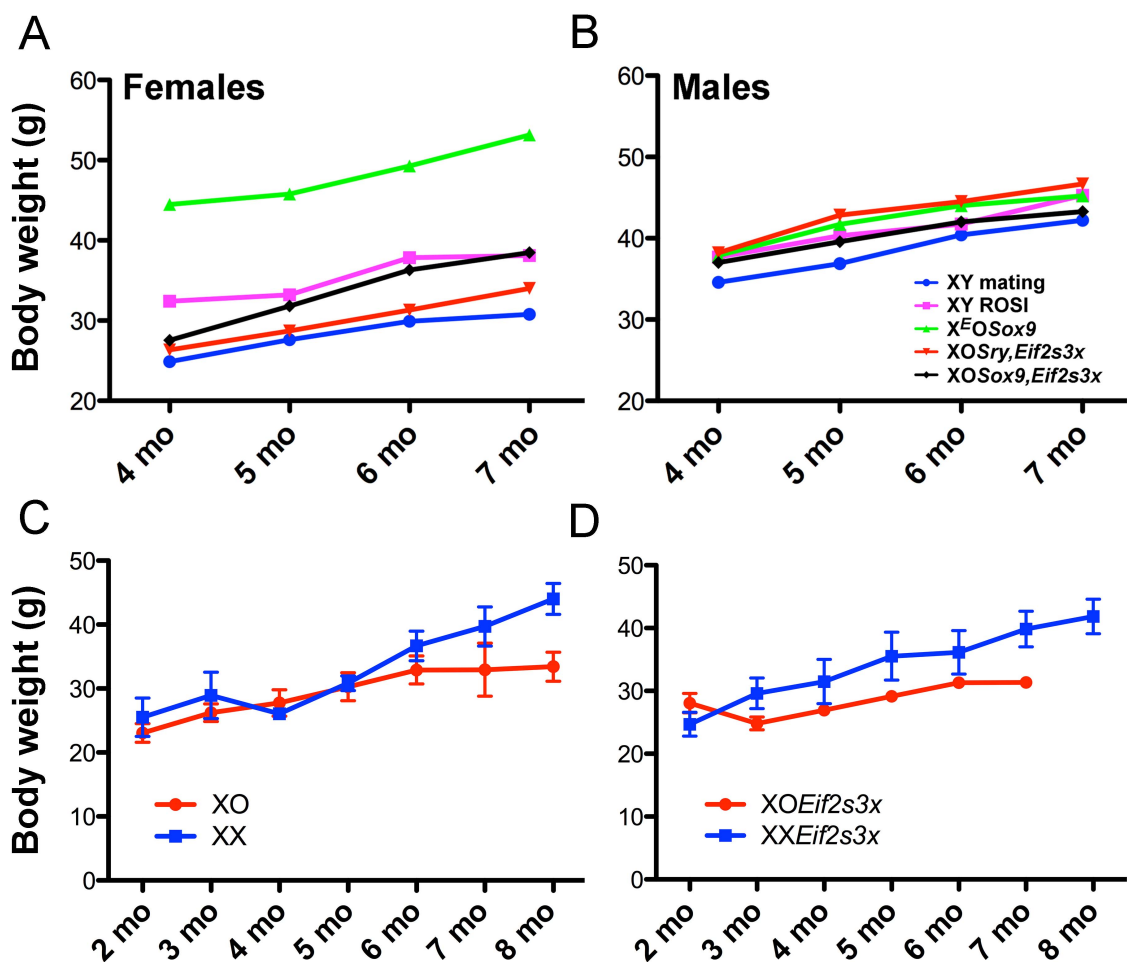 A
Females
Body weight (g)
60
50
40
30
20
4 mo
5 mo
6 mo
7 mo
B
Males
60
50
40
30
20
XY mating
XY ROSI
XᴱOSox9
XOSry,Eif2s3x
XOSox9,Eif2s3x
4 mo
5 mo
6 mo
7 mo
C
Body weight (g)
50
40
30
20
10
0
XO
XX
2 mo
3 mo
4 mo
5 mo
6 mo
7 mo
8 mo
D
50
40
30
20
10
0
XOEif2s3x
XXEif2s3x
2 mo
3 mo
4 mo
5 mo
6 mo
7 mo
8 mo